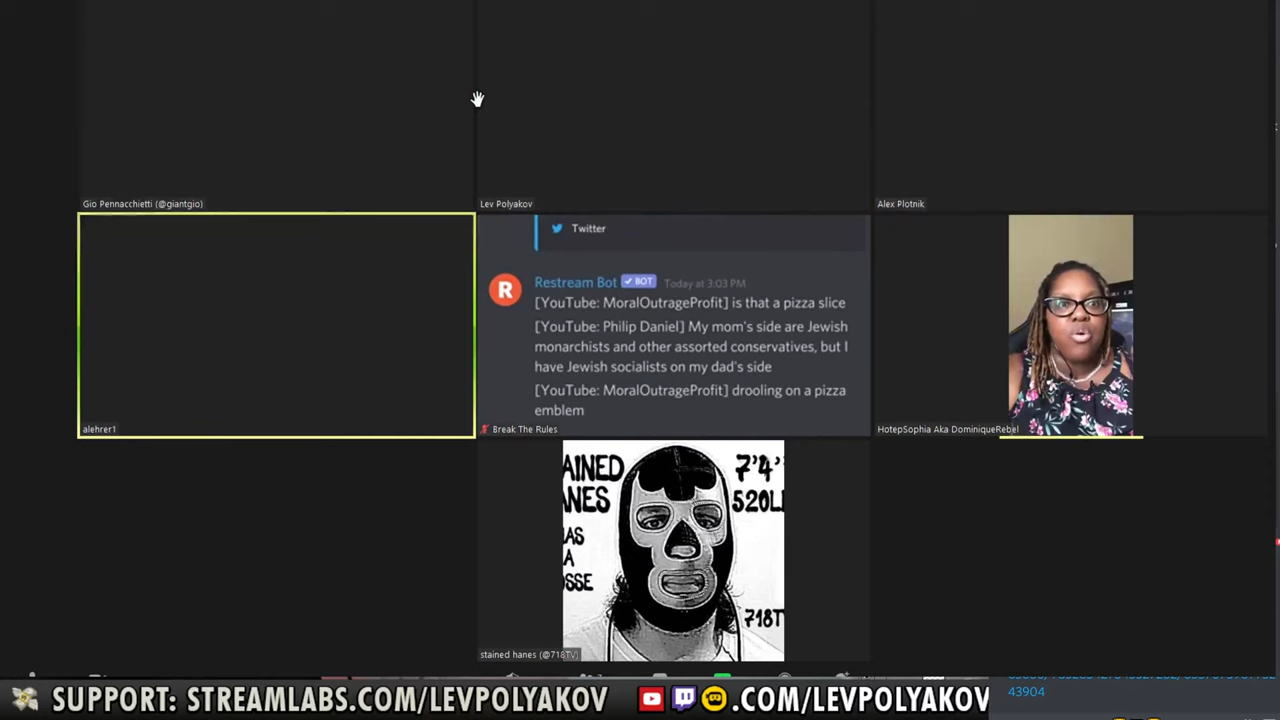 Gio Pennacchietti (@giantgio)
Lev Polyakov
Alex Plotnik
Twitter
R
Restream Bot ✓ BOT Today at 3:03 PM
[YouTube: MoralOutrageProfit] is that a pizza slice
[YouTube: Philip Daniel] My mom's side are Jewish
monarchists and other assorted conservatives, but I
have Jewish socialists on my dad's side
[YouTube: MoralOutrageProfit] drooling on a pizza
emblem
alehrer1
Break The Rules
HotepSophia Aka DominiqueRebel
AINED
ANES
AS
A
OSSE
7'4"
520L
718T
stained hanes (@718TV)
SUPPORT: STREAMLABS.COM/LEVPOLYAKOV
.COM/LEVPOLYAKOV
43904